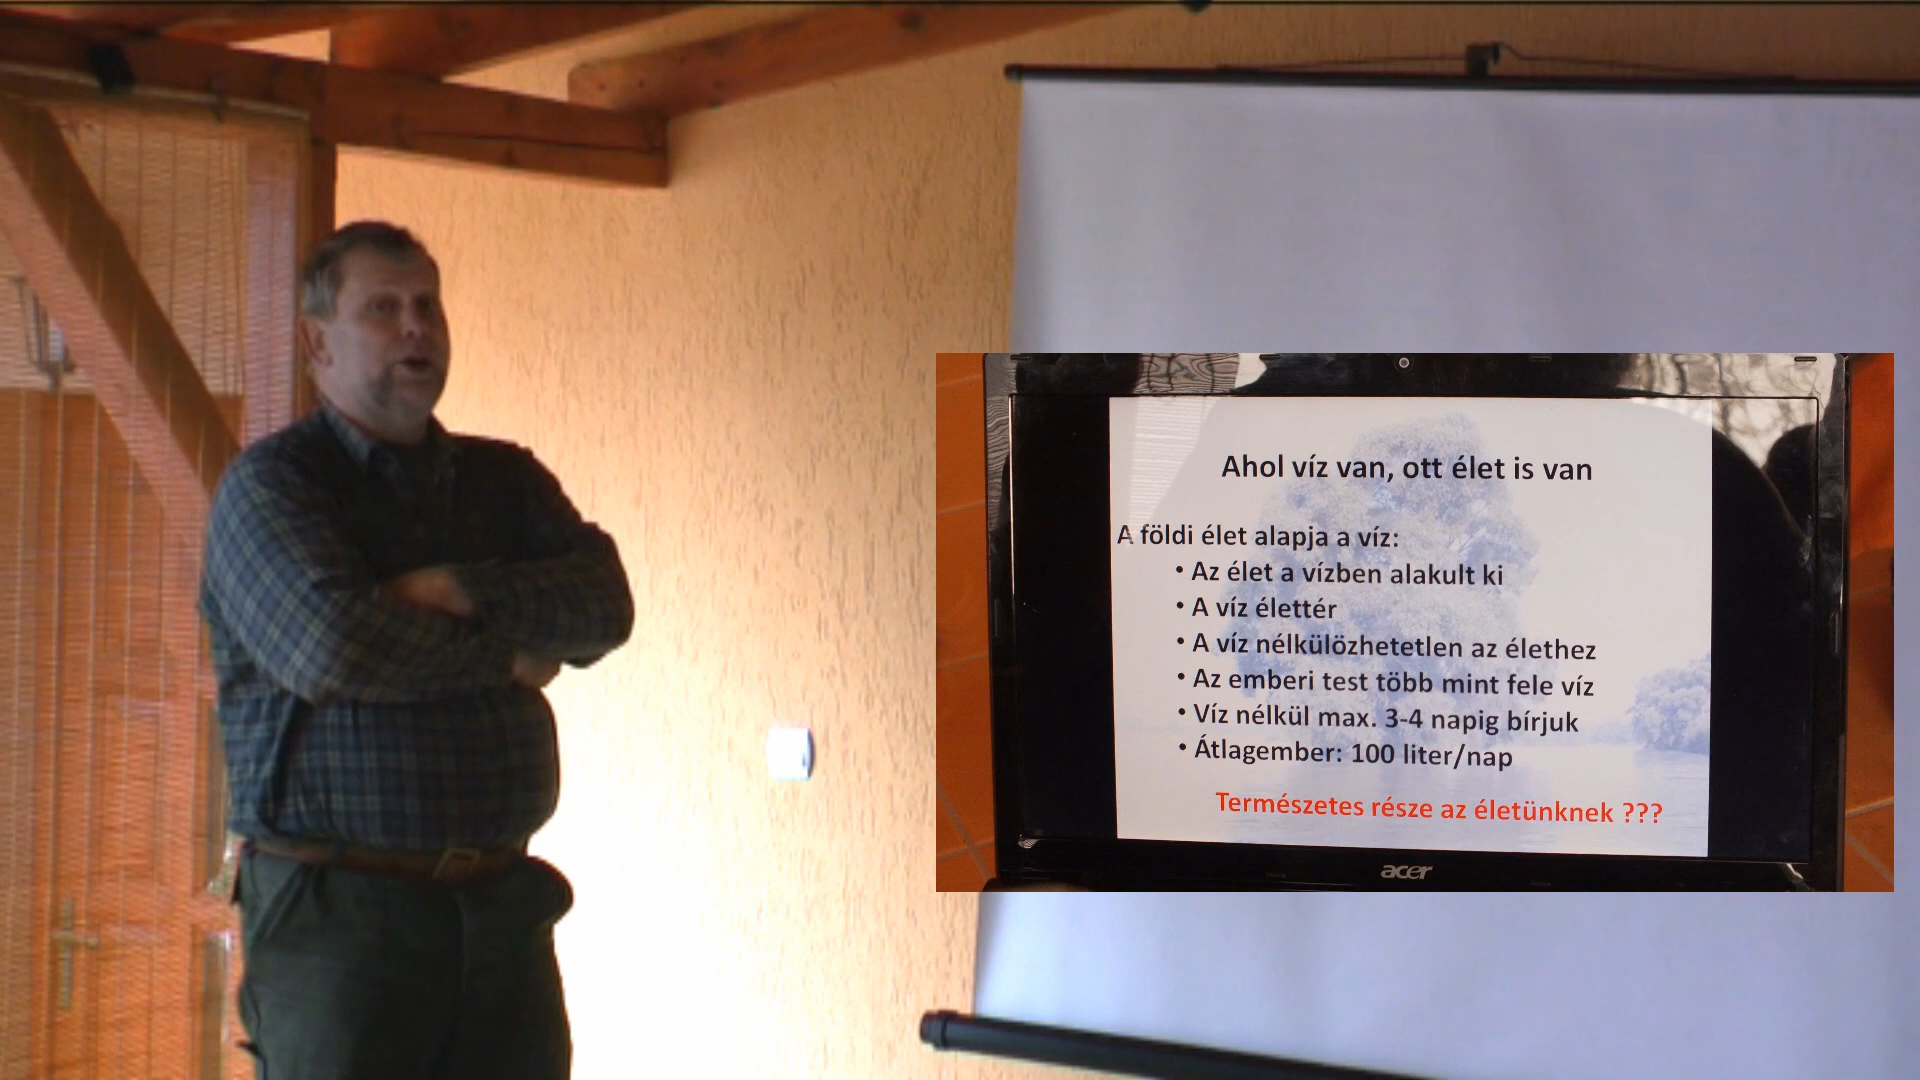 Ahol víz van, ott élet is van
A földi élet alapja a víz:
• Az élet a vízben alakult ki
• A víz élettér
• A víz nélkülözhetetlen az élethez
• Az emberi test több mint fele víz
• Víz nélkül max. 3-4 napig bírjuk
• Átlagember: 100 liter/nap
Természetes része az életünknek ???
acer